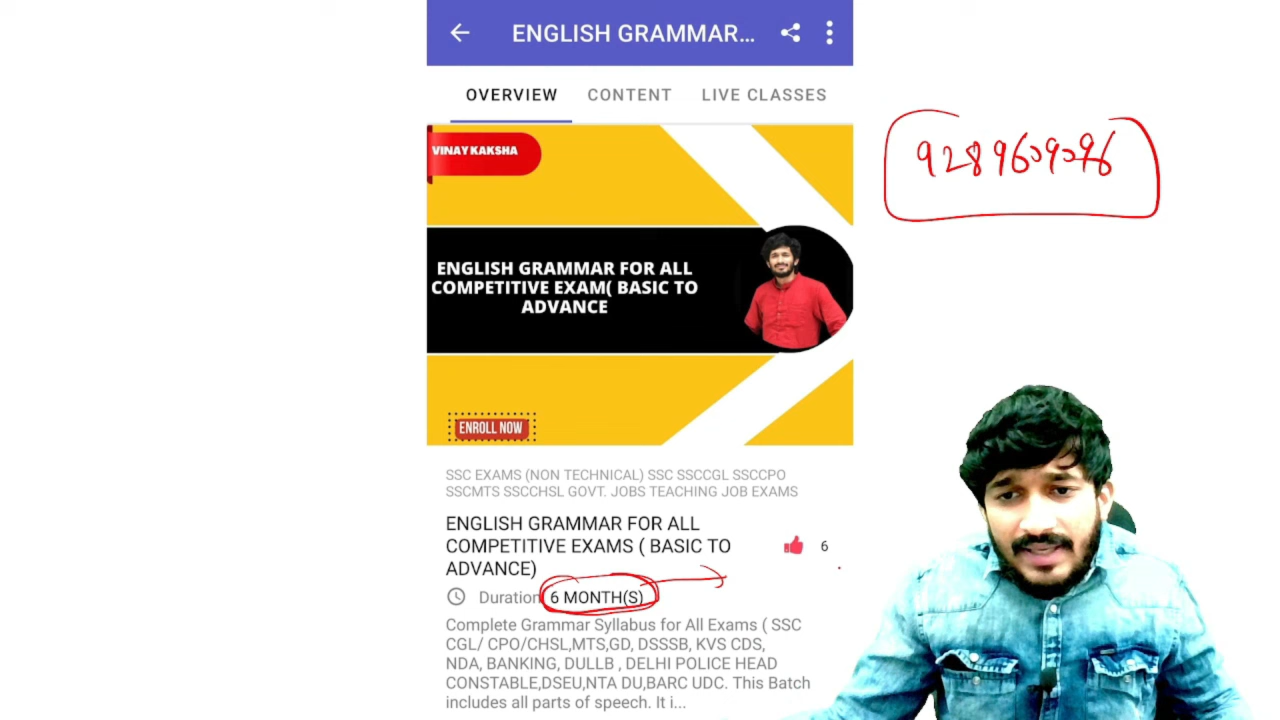 ENGLISH GRAMMAR...
OVERVIEW CONTENT LIVE CLASSES
VINAY KAKSHA
9289609096
ENGLISH GRAMMAR FOR ALL
COMPETITIVE EXAM( BASIC TO
ADVANCE
ENROLL NOW
SSC EXAMS (NON TECHNICAL) SSC SSCCGL SSCCPO
SSCMTS SSCCHSL GOVT. JOBS TEACHING JOB EXAMS
ENGLISH GRAMMAR FOR ALL
COMPETITIVE EXAMS ( BASIC TO
ADVANCE)
6
Duration 6 MONTH(S)
Complete Grammar Syllabus for All Exams ( SSC
CGL/ CPO/CHSL,MTS,GD, DSSSB, KVS CDS,
NDA, BANKING, DULLB , DELHI POLICE HEAD
CONSTABLE,DSEU,NTA DU,BARC UDC. This Batch
includes all parts of speech. It i...